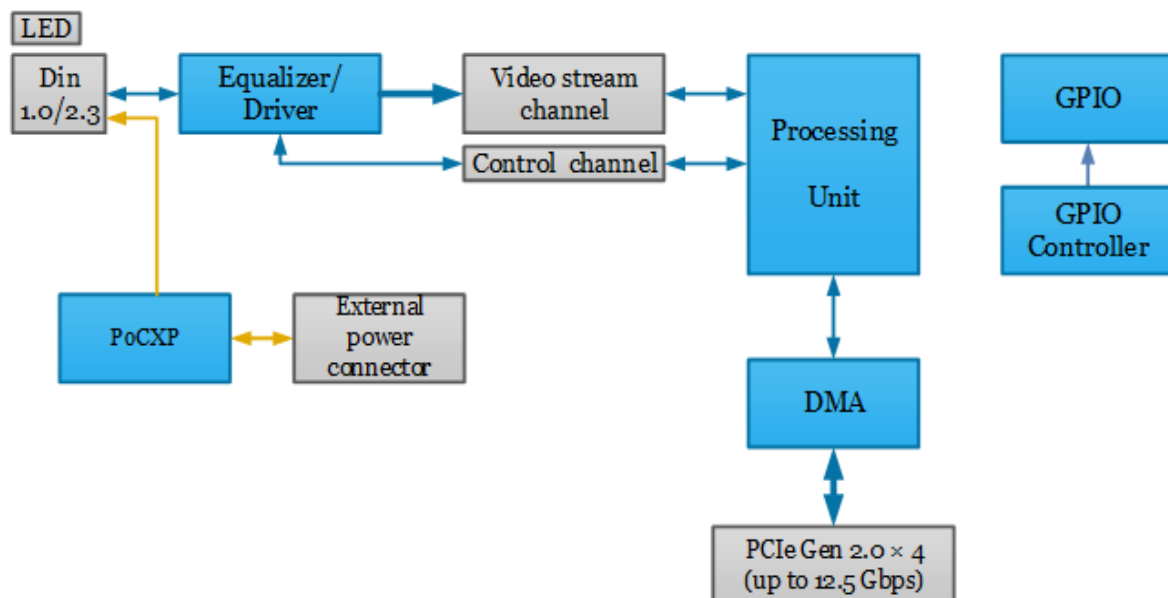 LED
Din
1.0/2.3
Equalizer/
Driver
Video stream
channel
Control channel
Processing
Unit
GPIO
GPIO
Controller
PoCXP
External
power
connector
DMA
PCIe Gen 2.0 × 4
(up to 12.5 Gbps)